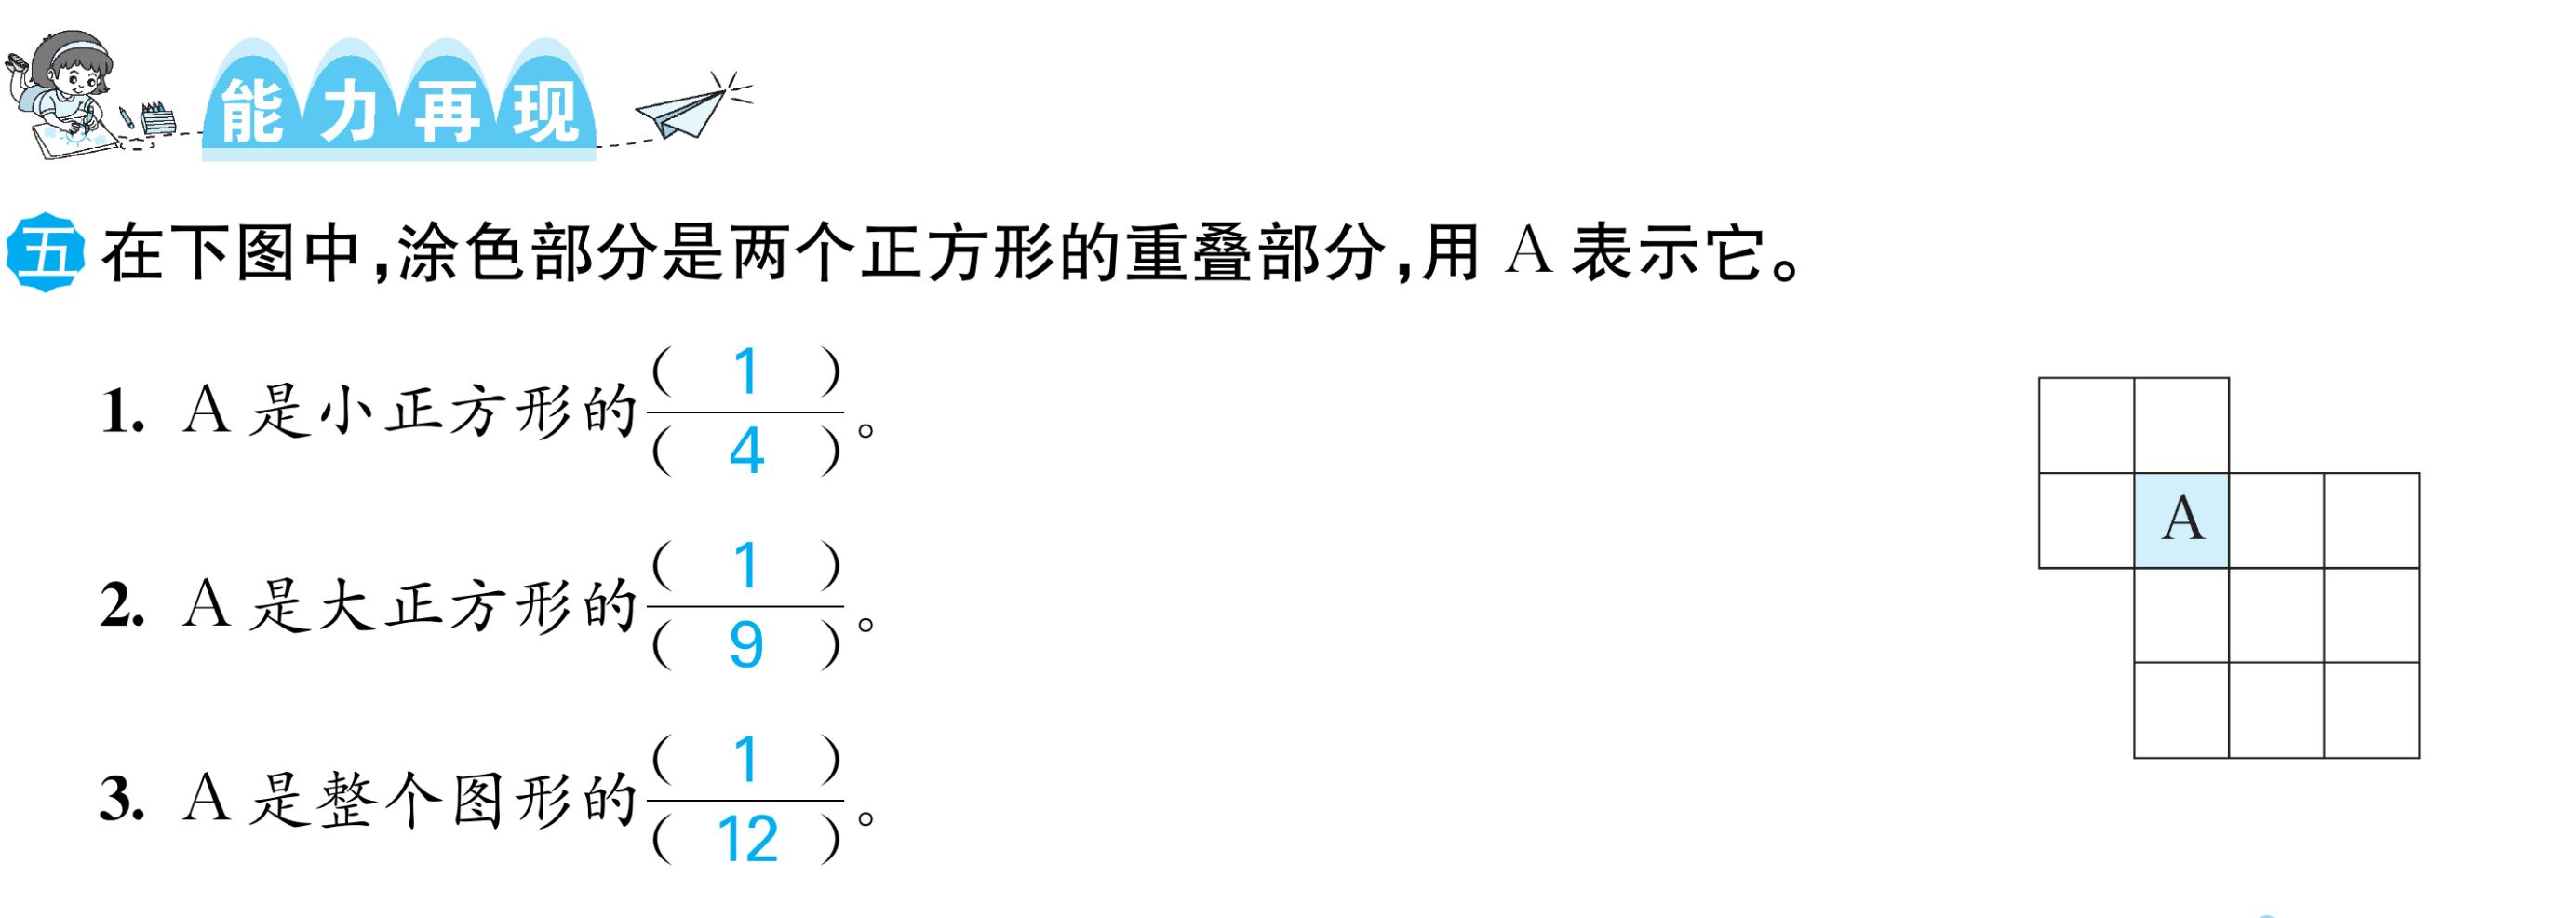 能力再现
五 在下图中,涂色部分是两个正方形的重叠部分,用 A 表示它。
1. A 是小正方形的( 1 )/( 4 )。
A
2. A 是大正方形的( 1 )/( 9 )。
3. A 是整个图形的( 1 )/( 12 )。